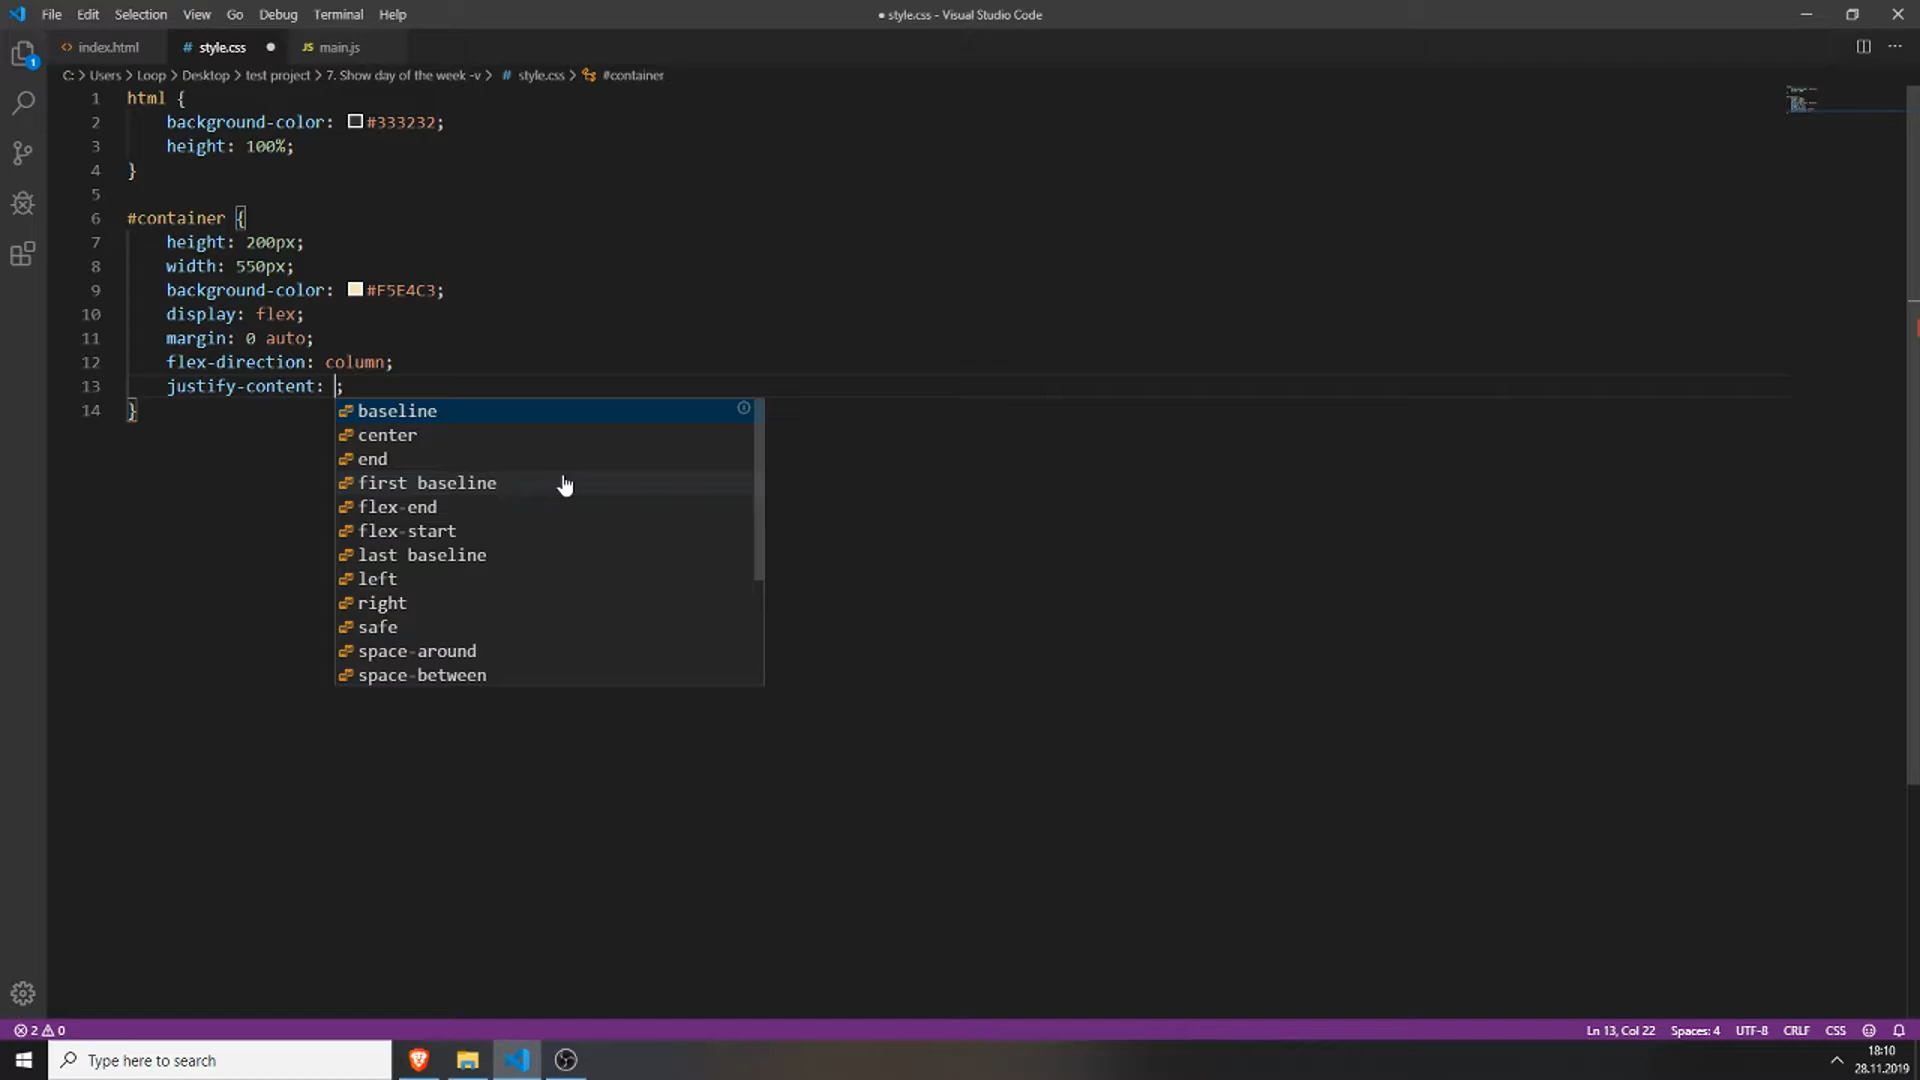 File Edit Selection View Go Debug Terminal Help
● style.css - Visual Studio Code
index.html # style.css ● JS main.js
C: > Users > Loop > Desktop > test project > 7. Show day of the week -v > # style.css > #container
1 html {
2 background-color: #333232;
3 height: 100%;
4 }
5
6 #container {
7 height: 200px;
8 width: 550px;
9 background-color: #F5E4C3;
10 display: flex;
11 margin: 0 auto;
12 flex-direction: column;
13 justify-content: ;
14 }
baseline
center
end
first baseline
flex-end
flex-start
last baseline
left
right
safe
space-around
space-between
1
2 0
Ln 13, Col 22 Spaces: 4 UTF-8 CRLF CSS
Type here to search
18:10
28.11.2019